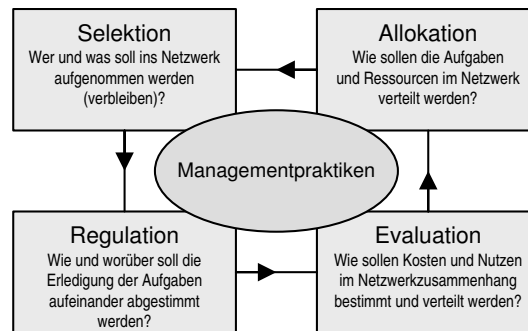 Selektion
Wer und was soll ins Netzwerk
aufgenommen werden
(verbleiben)?
Allokation
Wie sollen die Aufgaben
und Ressourcen im Netzwerk
verteilt werden?
Managementpraktiken
Regulation
Wie und worüber soll die
Erledigung der Aufgaben
aufeinander abgestimmt
werden?
Evaluation
Wie sollen Kosten und Nutzen
im Netzwerkzusammenhang
bestimmt und verteilt werden?